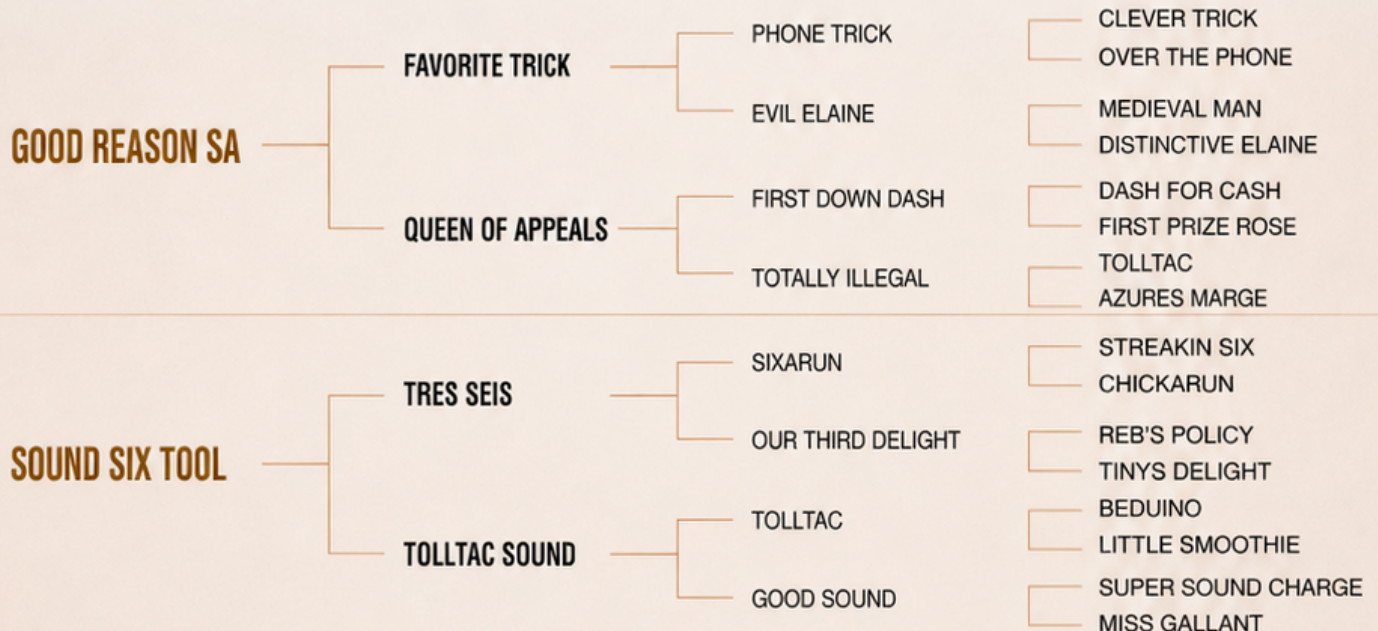 GOOD REASON SA
FAVORITE TRICK
PHONE TRICK
CLEVER TRICK
OVER THE PHONE
EVIL ELAINE
MEDIEVAL MAN
DISTINCTIVE ELAINE
QUEEN OF APPEALS
FIRST DOWN DASH
DASH FOR CASH
FIRST PRIZE ROSE
TOTALLY ILLEGAL
TOLLTAC
AZURES MARGE
SOUND SIX TOOL
TRES SEIS
SIXARUN
STREAKIN SIX
CHICKARUN
OUR THIRD DELIGHT
REB'S POLICY
TINYS DELIGHT
TOLLTAC SOUND
TOLLTAC
BEDUINO
LITTLE SMOOTHIE
GOOD SOUND
SUPER SOUND CHARGE
MISS GALLANT